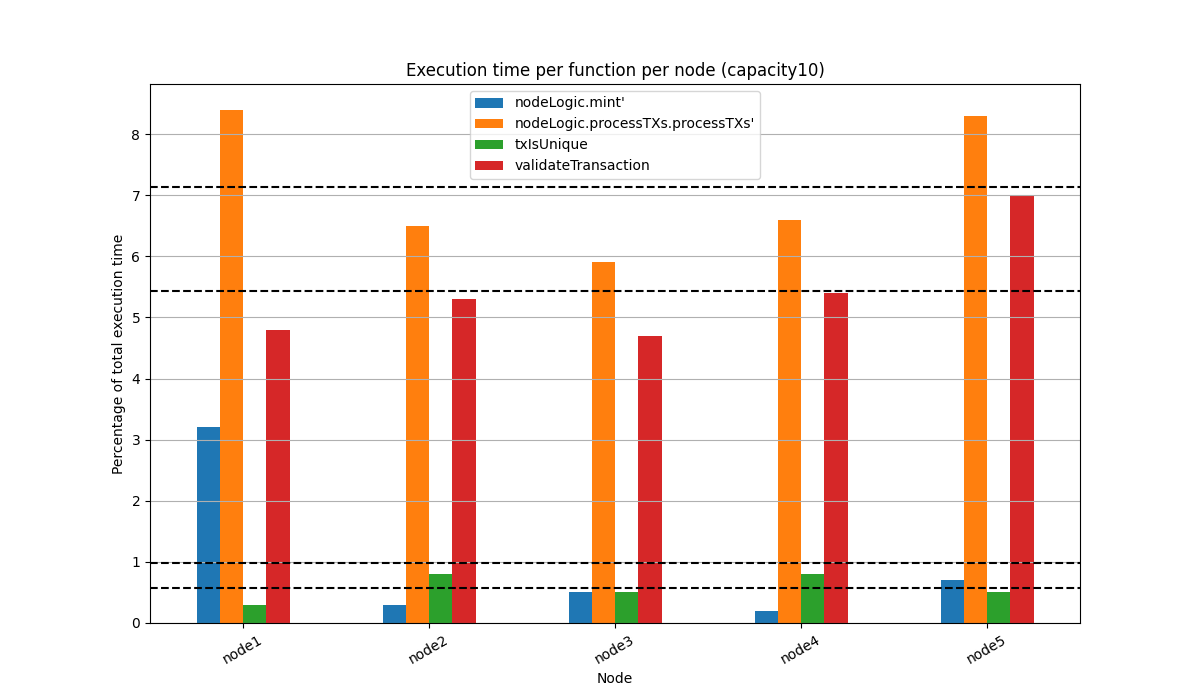 Execution time per function per node (capacity10)
nodeLogic.mint'
nodeLogic.processTXs.processTXs'
txIsUnique
validateTransaction
Percentage of total execution time
8
7
6
5
4
3
2
1
0
node1
node2
node3
node4
node5
Node